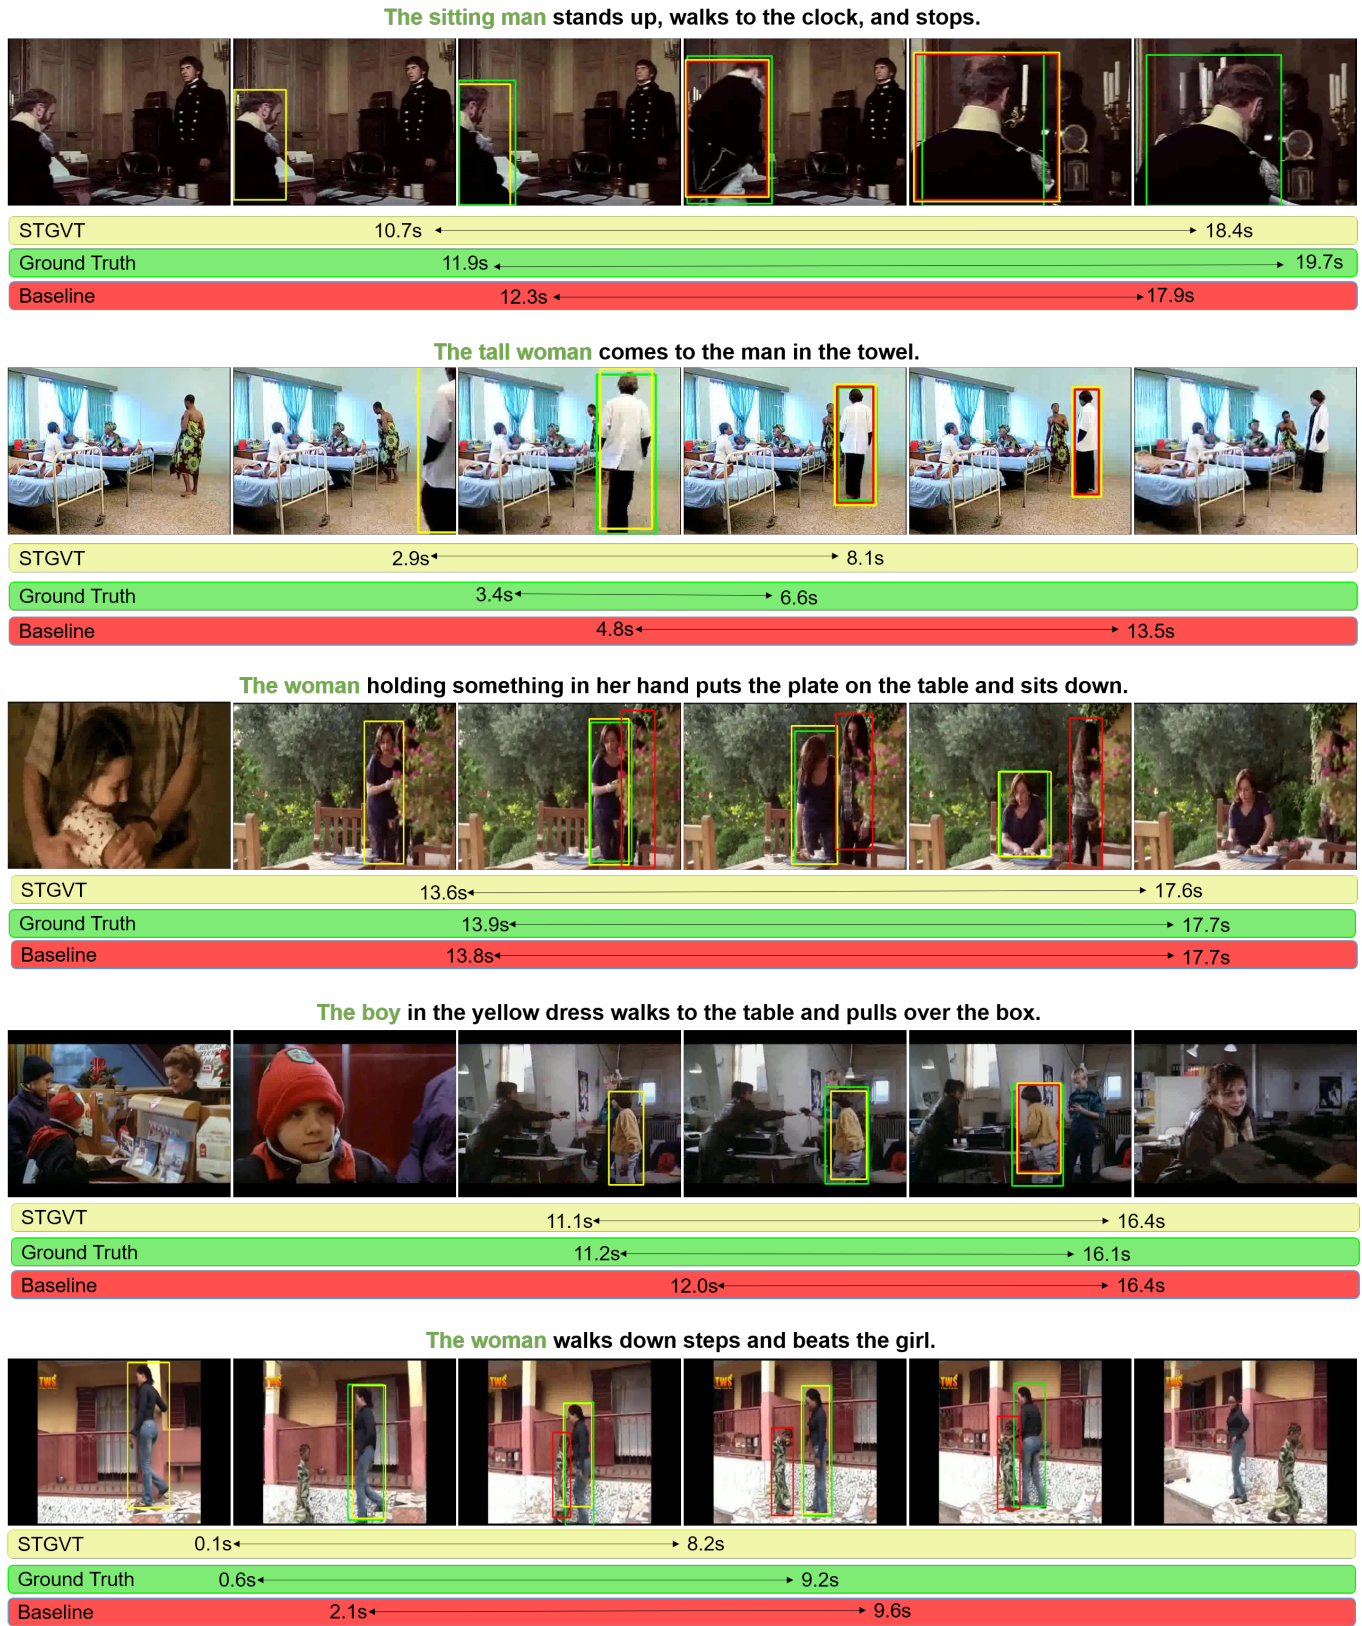 The sitting man stands up, walks to the clock, and stops.
STGVT 10.7s 18.4s
Ground Truth 11.9s 19.7s
Baseline 12.3s 17.9s
The tall woman comes to the man in the towel.
STGVT 2.9s 8.1s
Ground Truth 3.4s 6.6s
Baseline 4.8s 13.5s
The woman holding something in her hand puts the plate on the table and sits down.
STGVT 13.6s 17.6s
Ground Truth 13.9s 17.7s
Baseline 13.8s 17.7s
The boy in the yellow dress walks to the table and pulls over the box.
STGVT 11.1s 16.4s
Ground Truth 11.2s 16.1s
Baseline 12.0s 16.4s
The woman walks down steps and beats the girl.
TWS TWS TWS TWS TWS TWS
STGVT 0.1s 8.2s
Ground Truth 0.6s 9.2s
Baseline 2.1s 9.6s